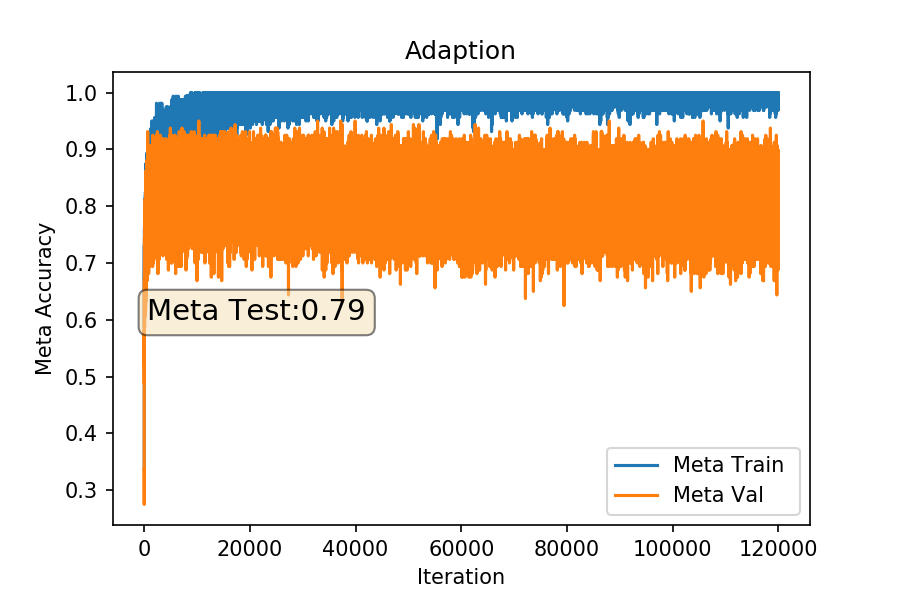 Adaption
1.0
0.9
0.8
0.7
0.6
0.5
0.4
0.3
Meta Accuracy
Meta Test:0.79
Meta Train
Meta Val
0 20000 40000 60000 80000 100000 120000
Iteration